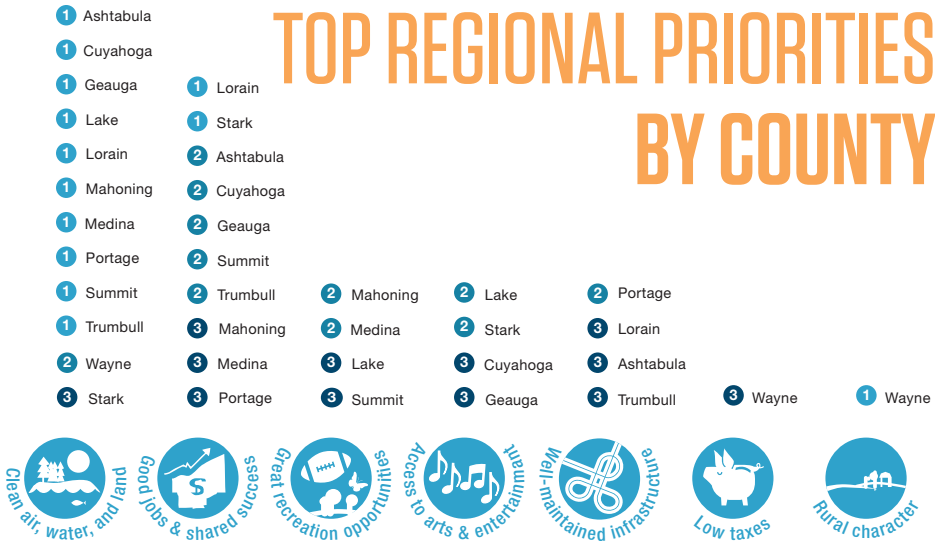 TOP REGIONAL PRIORITIES
BY COUNTY
1 Ashtabula
1 Cuyahoga
1 Geauga
1 Lake
1 Lorain
1 Mahoning
1 Medina
1 Portage
1 Summit
1 Trumbull
2 Wayne
3 Stark
Clean air, water, and land
1 Lorain
1 Stark
2 Ashtabula
2 Cuyahoga
2 Geauga
2 Summit
2 Trumbull
3 Mahoning
3 Medina
3 Portage
$
Good jobs & shared success
2 Mahoning
2 Medina
3 Lake
3 Summit
Great recreation opportunities
2 Lake
2 Stark
3 Cuyahoga
3 Geauga
Access to arts & entertainmant
2 Portage
3 Lorain
3 Ashtabula
3 Trumbull
Well-maintained infrastructure
3 Wayne
Low taxes
1 Wayne
Rural character